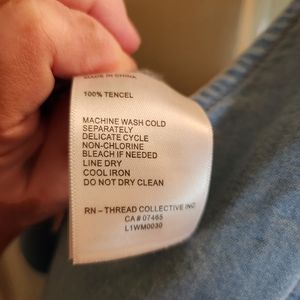 MADE IN CHINA
100% TENCEL
MACHINE WASH COLD
SEPARATELY
DELICATE CYCLE
NON-CHLORINE
BLEACH IF NEEDED
LINE DRY
COOL IRON
DO NOT DRY CLEAN
RN – THREAD COLLECTIVE INC
CA# 07465
L1WM0030